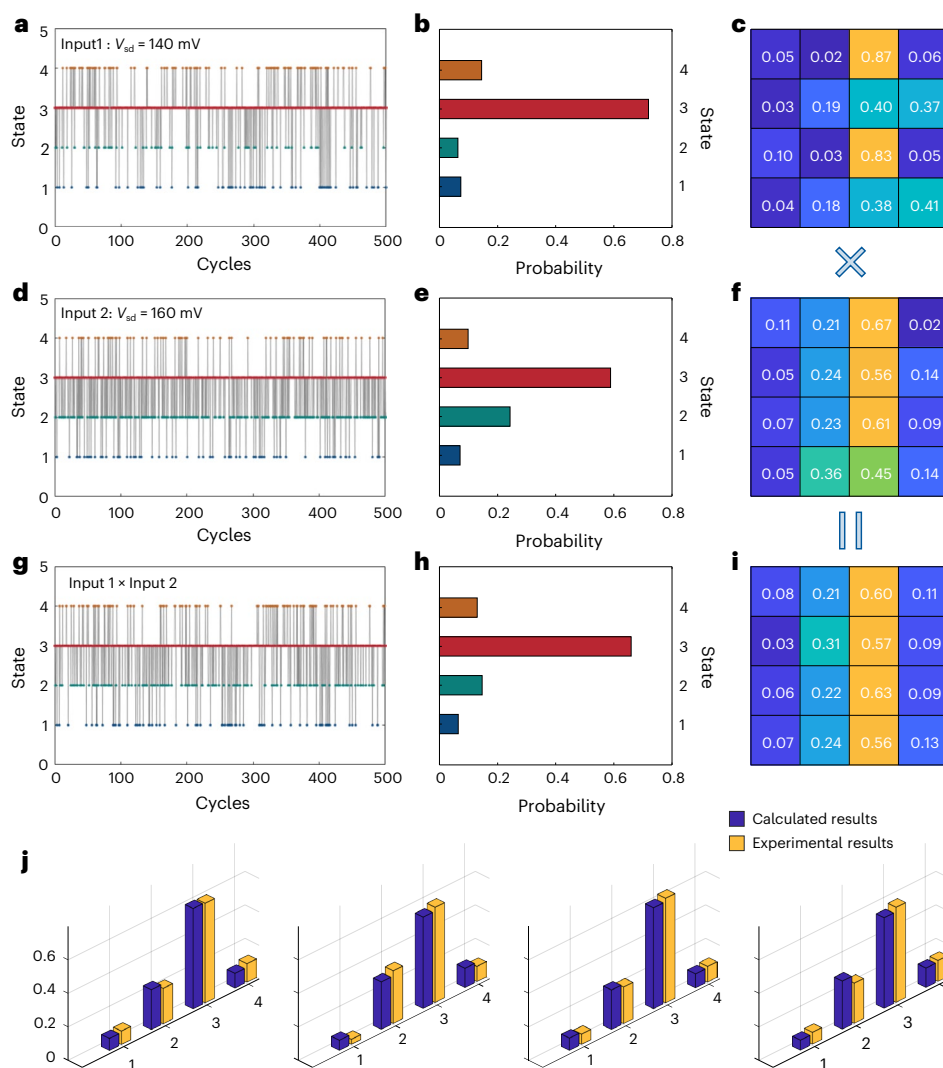 a
Input1 : Vsd = 140 mV
5
4
3
2
1
0
State
0 100 200 300 400 500
Cycles
b
4
3
2
1
State
0 0.2 0.4 0.6 0.8
Probability
c
0.05 0.02 0.87 0.06
0.03 0.19 0.40 0.37
0.10 0.03 0.83 0.05
0.04 0.18 0.38 0.41
×
d
Input 2: Vsd = 160 mV
5
4
3
2
1
0
State
0 100 200 300 400 500
Cycles
e
4
3
2
1
State
0 0.2 0.4 0.6 0.8
Probability
f
0.11 0.21 0.67 0.02
0.05 0.24 0.56 0.14
0.07 0.23 0.61 0.09
0.05 0.36 0.45 0.14
g
Input 1 × Input 2
5
4
3
2
1
0
State
0 100 200 300 400 500
Cycles
h
4
3
2
1
State
0 0.2 0.4 0.6 0.8
Probability
i
0.08 0.21 0.60 0.11
0.03 0.31 0.57 0.09
0.06 0.22 0.63 0.09
0.07 0.24 0.56 0.13
Calculated results
Experimental results
j
0.6
0.4
0.2
0
1 2 3 4
1 2 3 4
1 2 3 4
1 2 3